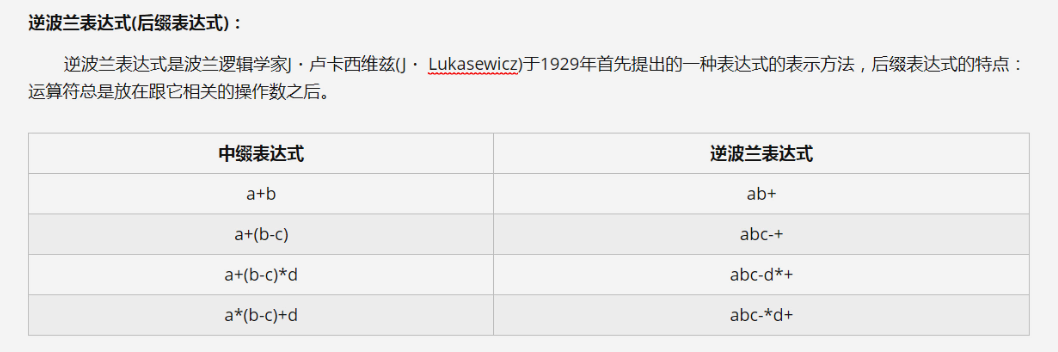 逆波兰表达式(后缀表达式)：
逆波兰表达式是波兰逻辑学家J・卢卡西维兹(J・ Lukasewicz)于1929年首先提出的一种表达式的表示方法，后缀表达式的特点：
运算符总是放在跟它相关的操作数之后。
中缀表达式 逆波兰表达式
a+b ab+
a+(b-c) abc-+
a+(b-c)*d abc-d*+
a*(b-c)+d abc-*d+